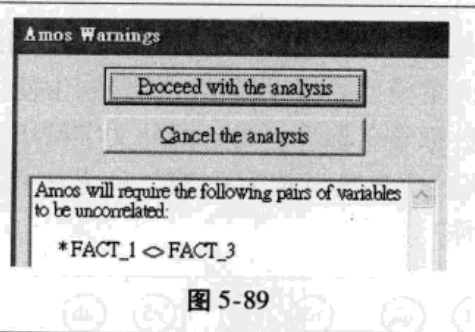 Amos Warnings
Proceed with the analysis
Cancel the analysis
Amos will require the following pairs of variables
to be uncorrelated:
* FACT_1 <> FACT_3
图 5-89